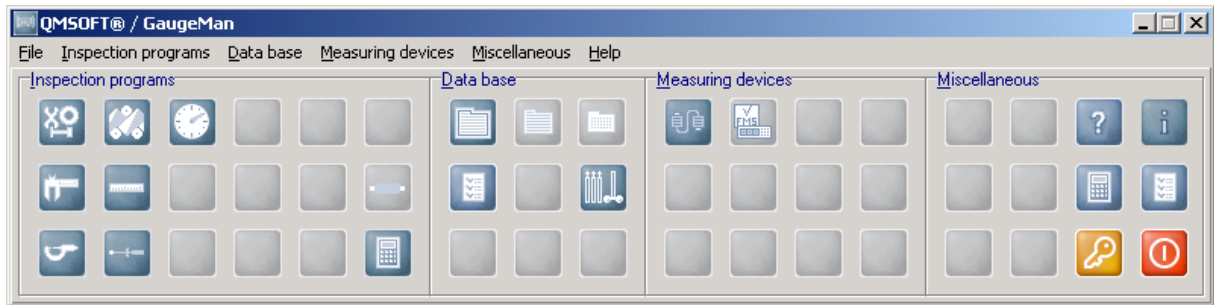 QMSOFT® / GaugeMan
File Inspection programs Data base Measuring devices Miscellaneous Help
Inspection programs Data base Measuring devices Miscellaneous
FMS
? i